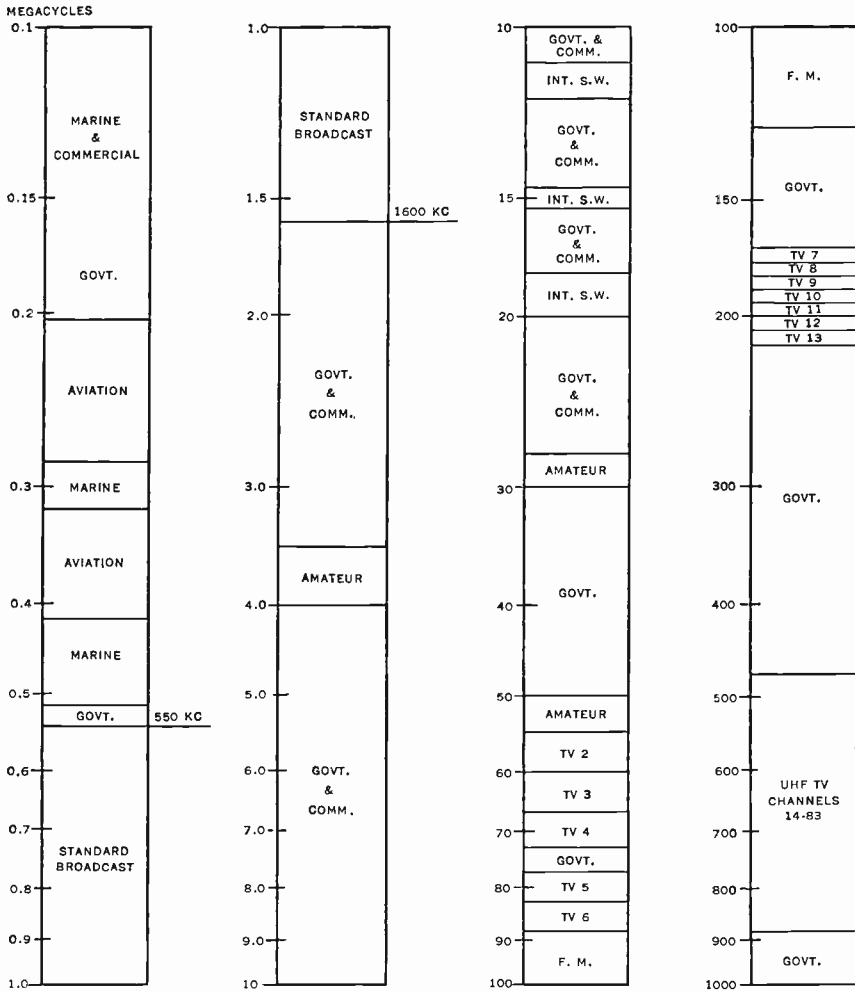 MEGACYCLES
0.1
MARINE
&
COMMERCIAL
0.15
GOVT.
0.2
AVIATION
0.3
MARINE
AVIATION
0.4
MARINE
0.5
GOVT.
550 KC
0,6
0.7
STANDARD
BROADCAST
0.8
0.9
1.0
1.0
STANDARD
BROADCAST
1.5
1600 KC
2.0
GOVT.
&
COMM.
3.0
AMATEUR
4.0
5.0
6.0
GOVT.
&
COMM.
7.0
8.0
9.0
10
10
GOVT. &
COMM.
INT. S.W.
GOVT.
&
COMM.
15
INT. S.W.
GOVT.
&
COMM.
INT. S.W.
20
GOVT.
&
COMM.
AMATEUR
30
GOVT.
40
50
AMATEUR
TV 2
60
TV 3
70
TV 4
GOVT.
80
TV 5
TV 6
90
F. M.
100
100
F. M.
150
GOVT.
TV 7
TV 8
TV 9
TV 10
TV 11
200
TV 12
TV 13
300
GOVT.
400
500
600
UHF TV
CHANNELS
14-83
700
800
900
GOVT.
1000